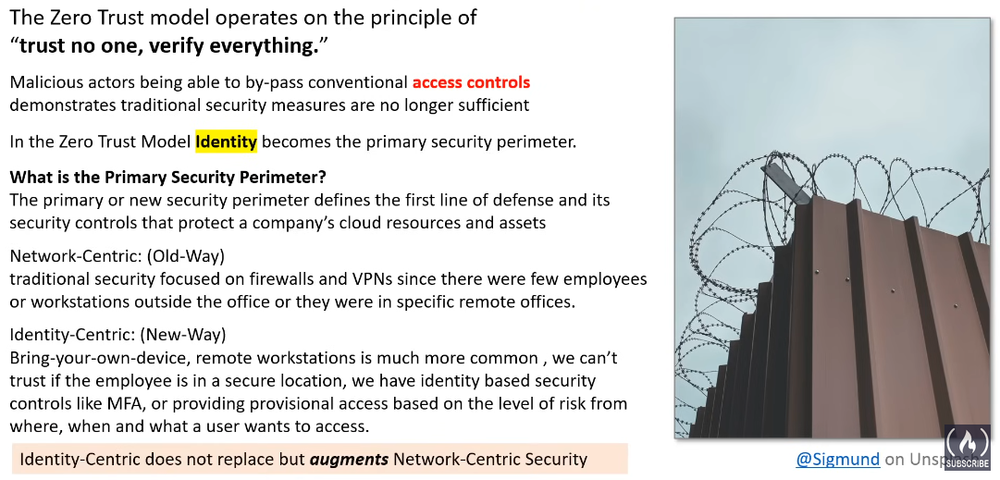 The Zero Trust model operates on the principle of
“trust no one, verify everything.”
Malicious actors being able to by-pass conventional access controls
demonstrates traditional security measures are no longer sufficient
In the Zero Trust Model Identity becomes the primary security perimeter.
What is the Primary Security Perimeter?
The primary or new security perimeter defines the first line of defense and its
security controls that protect a company’s cloud resources and assets
Network-Centric: (Old-Way)
traditional security focused on firewalls and VPNs since there were few employees
or workstations outside the office or they were in specific remote offices.
Identity-Centric: (New-Way)
Bring-your-own-device, remote workstations is much more common , we can’t
trust if the employee is in a secure location, we have identity based security
controls like MFA, or providing provisional access based on the level of risk from
where, when and what a user wants to access.
Identity-Centric does not replace but augments Network-Centric Security
@Sigmund on Unsplash
SUBSCRIBE